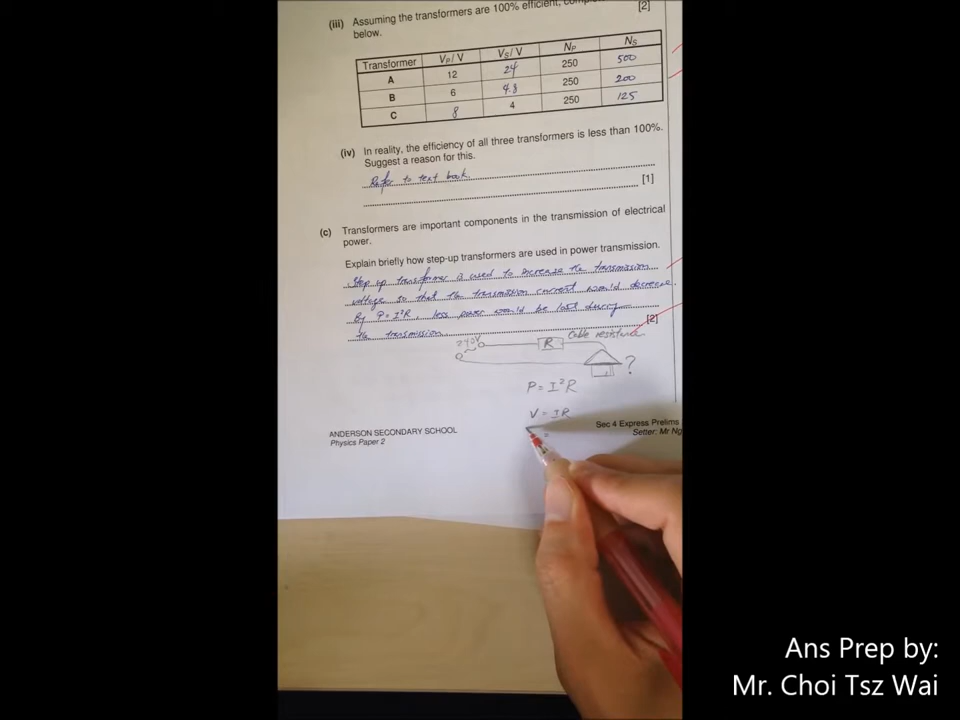 (iii) Assuming the transformers are 100% efficient,
below.
[2]
Transformer VP / V VS / V NP NS
A 12 24 250 500
B 6 4.8 250 200
C 8 4 250 125
(iv) In reality, the efficiency of all three transformers is less than 100%.
Suggest a reason for this.
Refer to text book
[1]
(c) Transformers are important components in the transmission of electrical
power.
Explain briefly how step-up transformers are used in power transmission.
Step up transformer is used to increase the transmission
voltage so that the transmission current would decrease.
By P = I²R, less power would be lost during
the transmission
[2]
240V R Cable resistance
?
P = I²R
V = IR
=
ANDERSON SECONDARY SCHOOL
Physics Paper 2
Sec 4 Express Prelims
Setter: Mr Ng
Ans Prep by:
Mr. Choi Tsz Wai